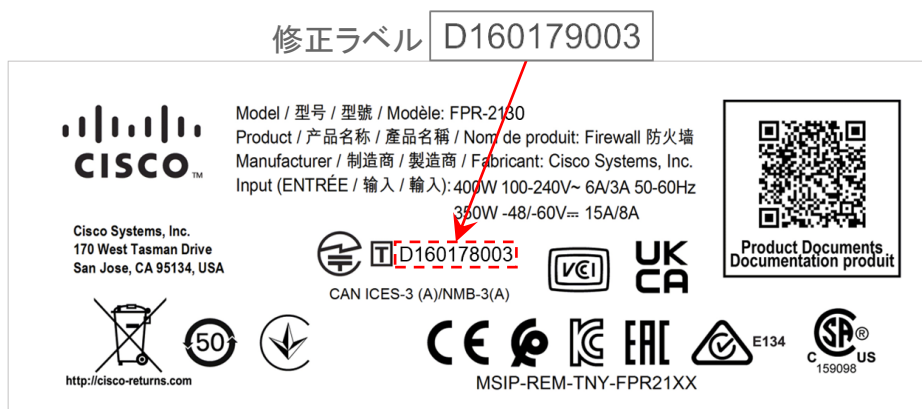 修正ラベル D160179003
CISCO™
Model / 型号 / 型號 / Modèle: FPR-2130
Product / 产品名称 / 產品名稱 / Nom de produit: Firewall 防火墙
Manufacturer / 制造商 / 製造商 / Fabricant: Cisco Systems, Inc.
Input (ENTRÉE / 输入 / 輸入): 400W 100-240V~ 6A/3A 50-60Hz
350W -48/-60V⎓ 15A/8A
Cisco Systems, Inc.
170 West Tasman Drive
San Jose, CA 95134, USA
T D160178003
CAN ICES-3 (A)/NMB-3(A)
VCI
UK
CA
Product Documents
Documentation produit
50
http://cisco-returns.com
CE
EAC
E134
MSIP-REM-TNY-FPR21XX
C SA ® US
159098